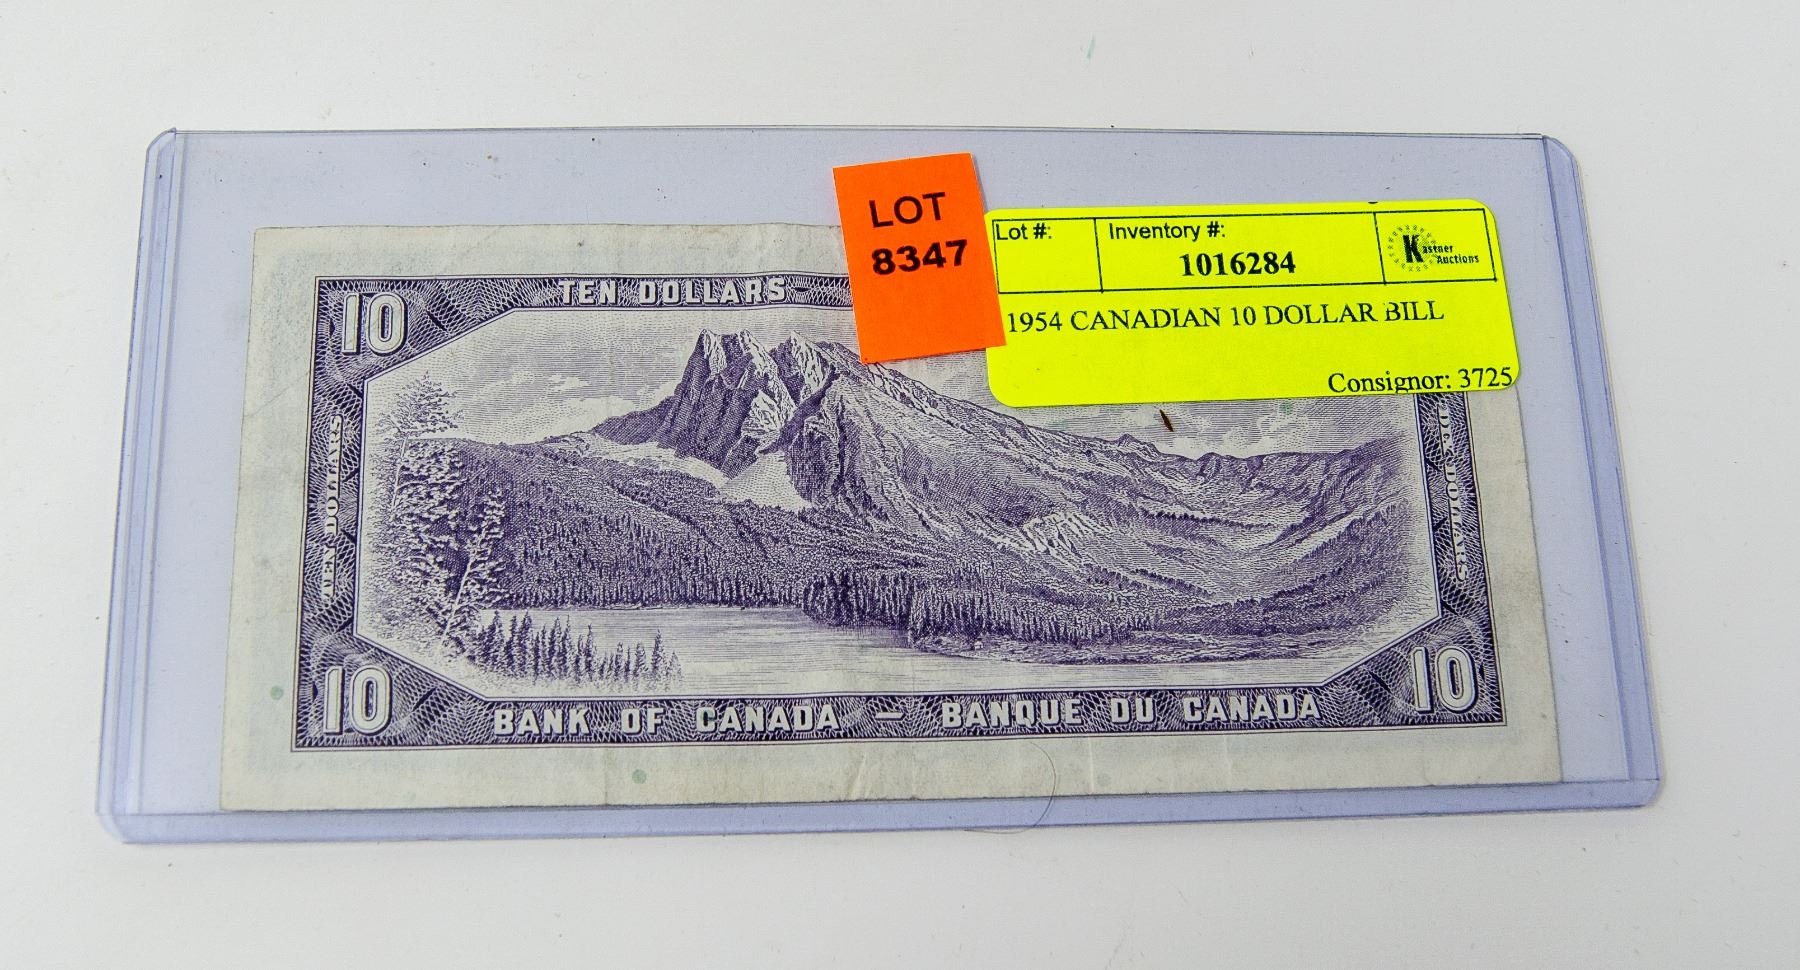 LOT
8347
Lot #:
Inventory #:
1016284
Kastner
Auctions
1954 CANADIAN 10 DOLLAR BILL
Consignor: 3725
10
TEN DOLLARS
TEN DOLLARS
DOLLARS
10
10
BANK OF CANADA — BANQUE DU CANADA